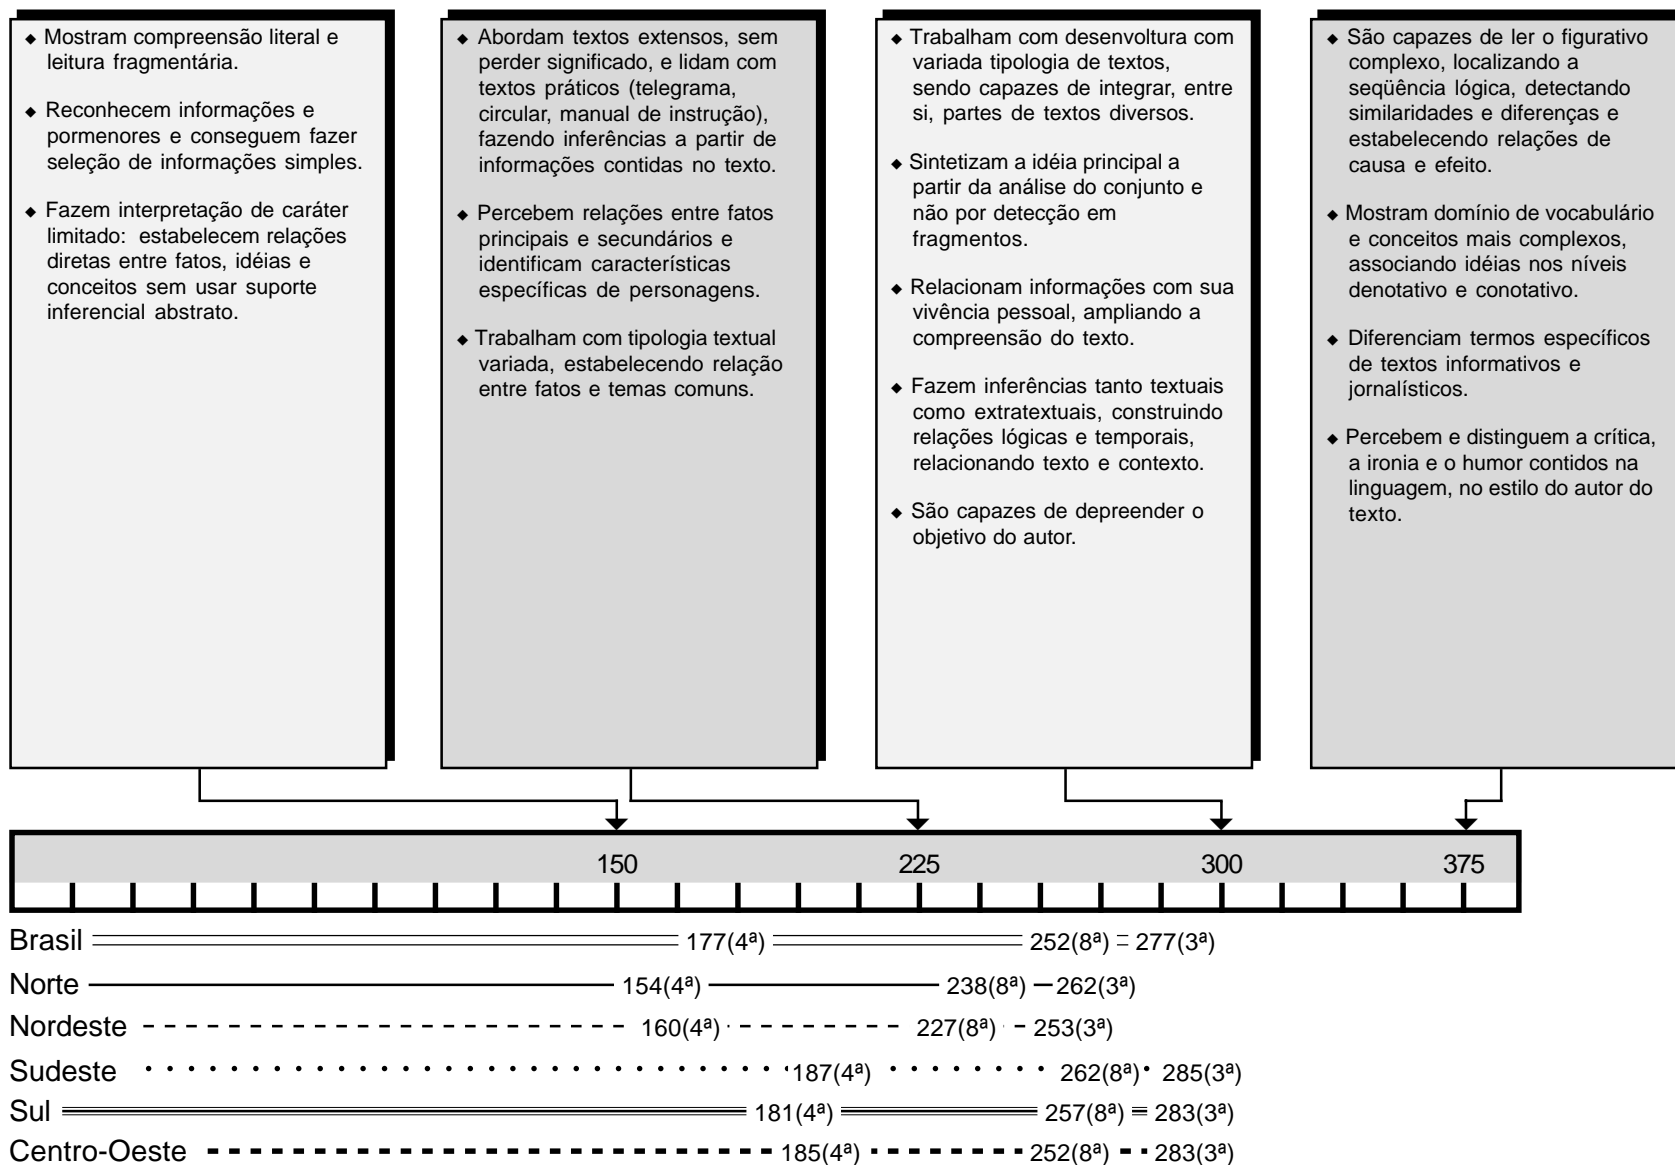 ◆ Mostram compreensão literal e
leitura fragmentária.
◆ Reconhecem informações e
pormenores e conseguem fazer
seleção de informações simples.
◆ Fazem interpretação de caráter
limitado: estabelecem relações
diretas entre fatos, idéias e
conceitos sem usar suporte
inferencial abstrato.
◆ Abordam textos extensos, sem
perder significado, e lidam com
textos práticos (telegrama,
circular, manual de instrução),
fazendo inferências a partir de
informações contidas no texto.
◆ Percebem relações entre fatos
principais e secundários e
identificam características
específicas de personagens.
◆ Trabalham com tipologia textual
variada, estabelecendo relação
entre fatos e temas comuns.
◆ Trabalham com desenvoltura com
variada tipologia de textos,
sendo capazes de integrar, entre
si, partes de textos diversos.
◆ Sintetizam a idéia principal a
partir da análise do conjunto e
não por detecção em
fragmentos.
◆ Relacionam informações com sua
vivência pessoal, ampliando a
compreensão do texto.
◆ Fazem inferências tanto textuais
como extratextuais, construindo
relações lógicas e temporais,
relacionando texto e contexto.
◆ São capazes de depreender o
objetivo do autor.
◆ São capazes de ler o figurativo
complexo, localizando a
seqüência lógica, detectando
similaridades e diferenças e
estabelecendo relações de
causa e efeito.
◆ Mostram domínio de vocabulário
e conceitos mais complexos,
associando idéias nos níveis
denotativo e conotativo.
◆ Diferenciam termos específicos
de textos informativos e
jornalísticos.
◆ Percebem e distinguem a crítica,
a ironia e o humor contidos na
linguagem, no estilo do autor do
texto.
150 225 300 375
Brasil 177(4ª) 252(8ª) 277(3ª)
Norte 154(4ª) 238(8ª) 262(3ª)
Nordeste 160(4ª) 227(8ª) 253(3ª)
Sudeste 187(4ª) 262(8ª) 285(3ª)
Sul 181(4ª) 257(8ª) 283(3ª)
Centro-Oeste 185(4ª) 252(8ª) 283(3ª)